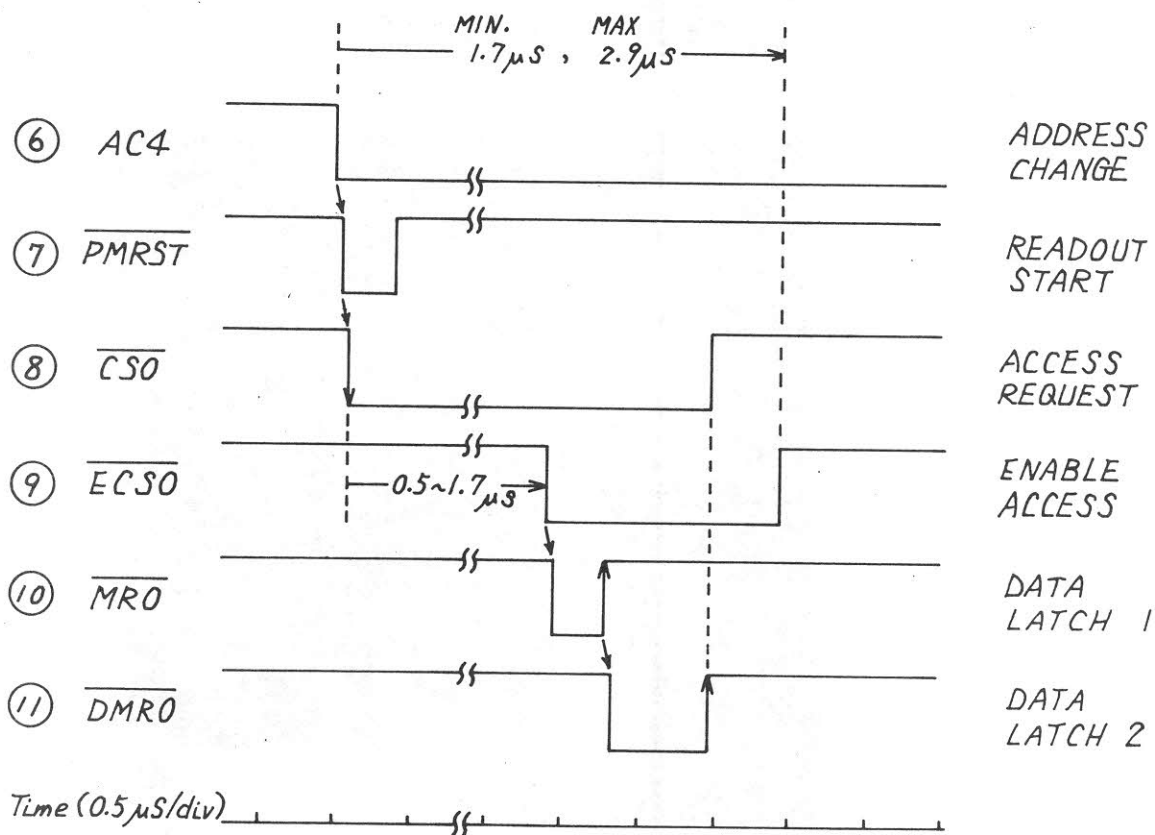 MIN. MAX
1.7μS , 2.9μS
⑥ AC4
ADDRESS
CHANGE
⑦ PMRST
READOUT
START
⑧ CSO
ACCESS
REQUEST
⑨ ECSO
0.5~1.7μS
ENABLE
ACCESS
⑩ MRO
DATA
LATCH 1
⑪ DMRO
DATA
LATCH 2
Time (0.5μS/div)